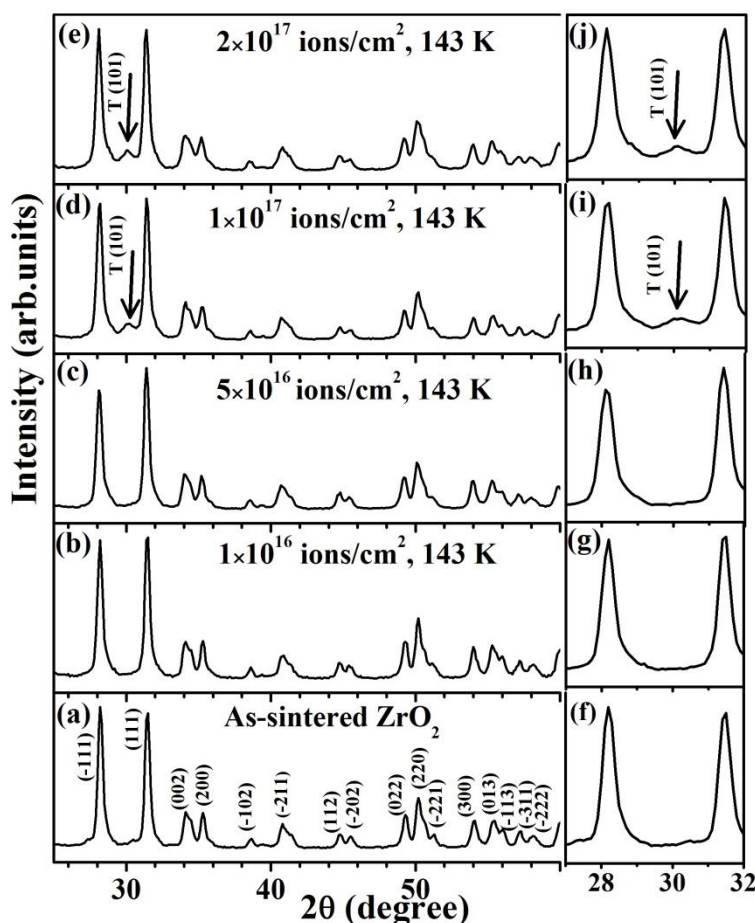 (e)
2×10¹⁷ ions/cm², 143 K
T (101)
(j)
T (101)
(d)
1×10¹⁷ ions/cm², 143 K
T (101)
(i)
T (101)
(c)
5×10¹⁶ ions/cm², 143 K
(h)
(b)
1×10¹⁶ ions/cm², 143 K
(g)
(a)
As-sintered ZrO₂
(-111)
(111)
(002)
(200)
(-102)
(-211)
(112)
(-202)
(022)
(220)
(-221)
(300)
(013)
(-113)
(-311)
(-222)
(f)
Intensity (arb.units)
30 40 50
28 30 32
2θ (degree)